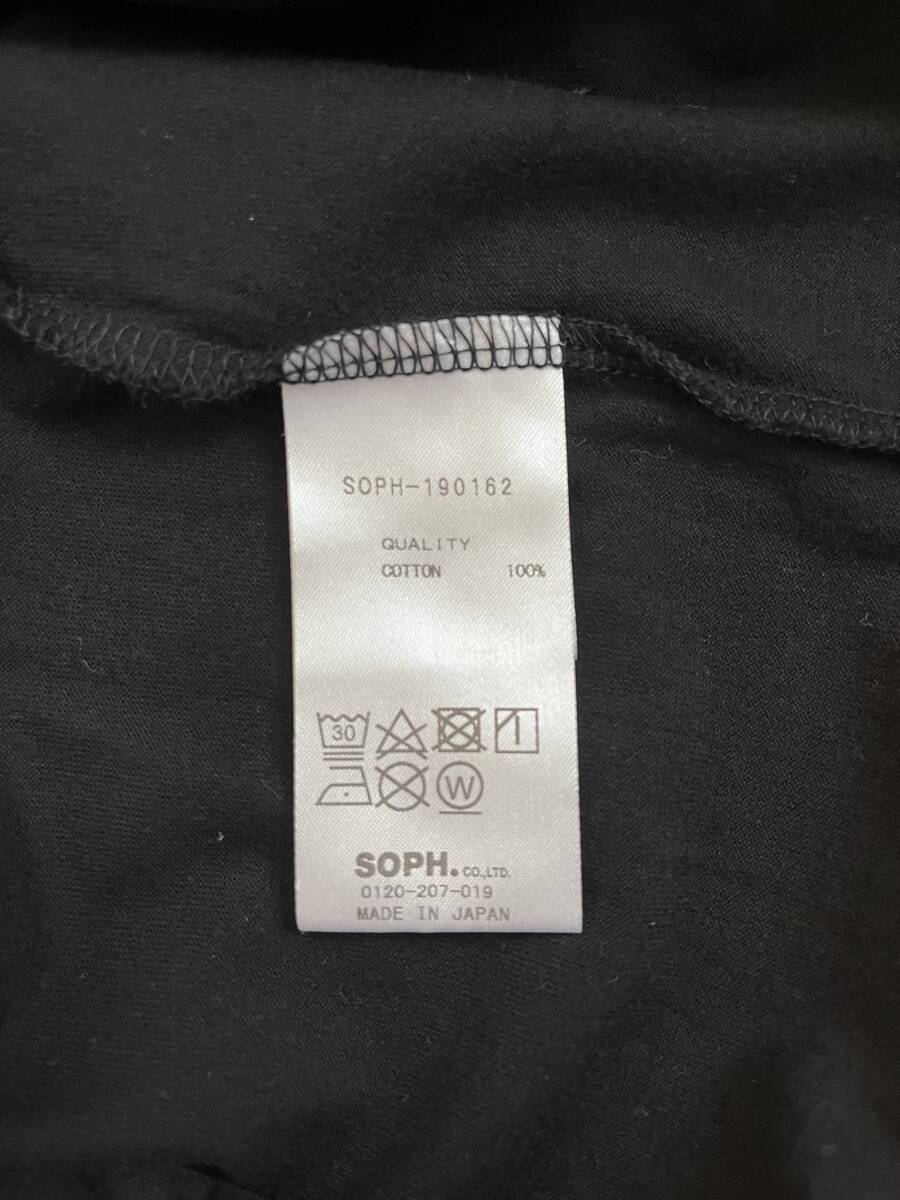 SOPH-190162
QUALITY
COTTON 100%
30
W
SOPH. CO.,LTD.
0120-207-019
MADE IN JAPAN